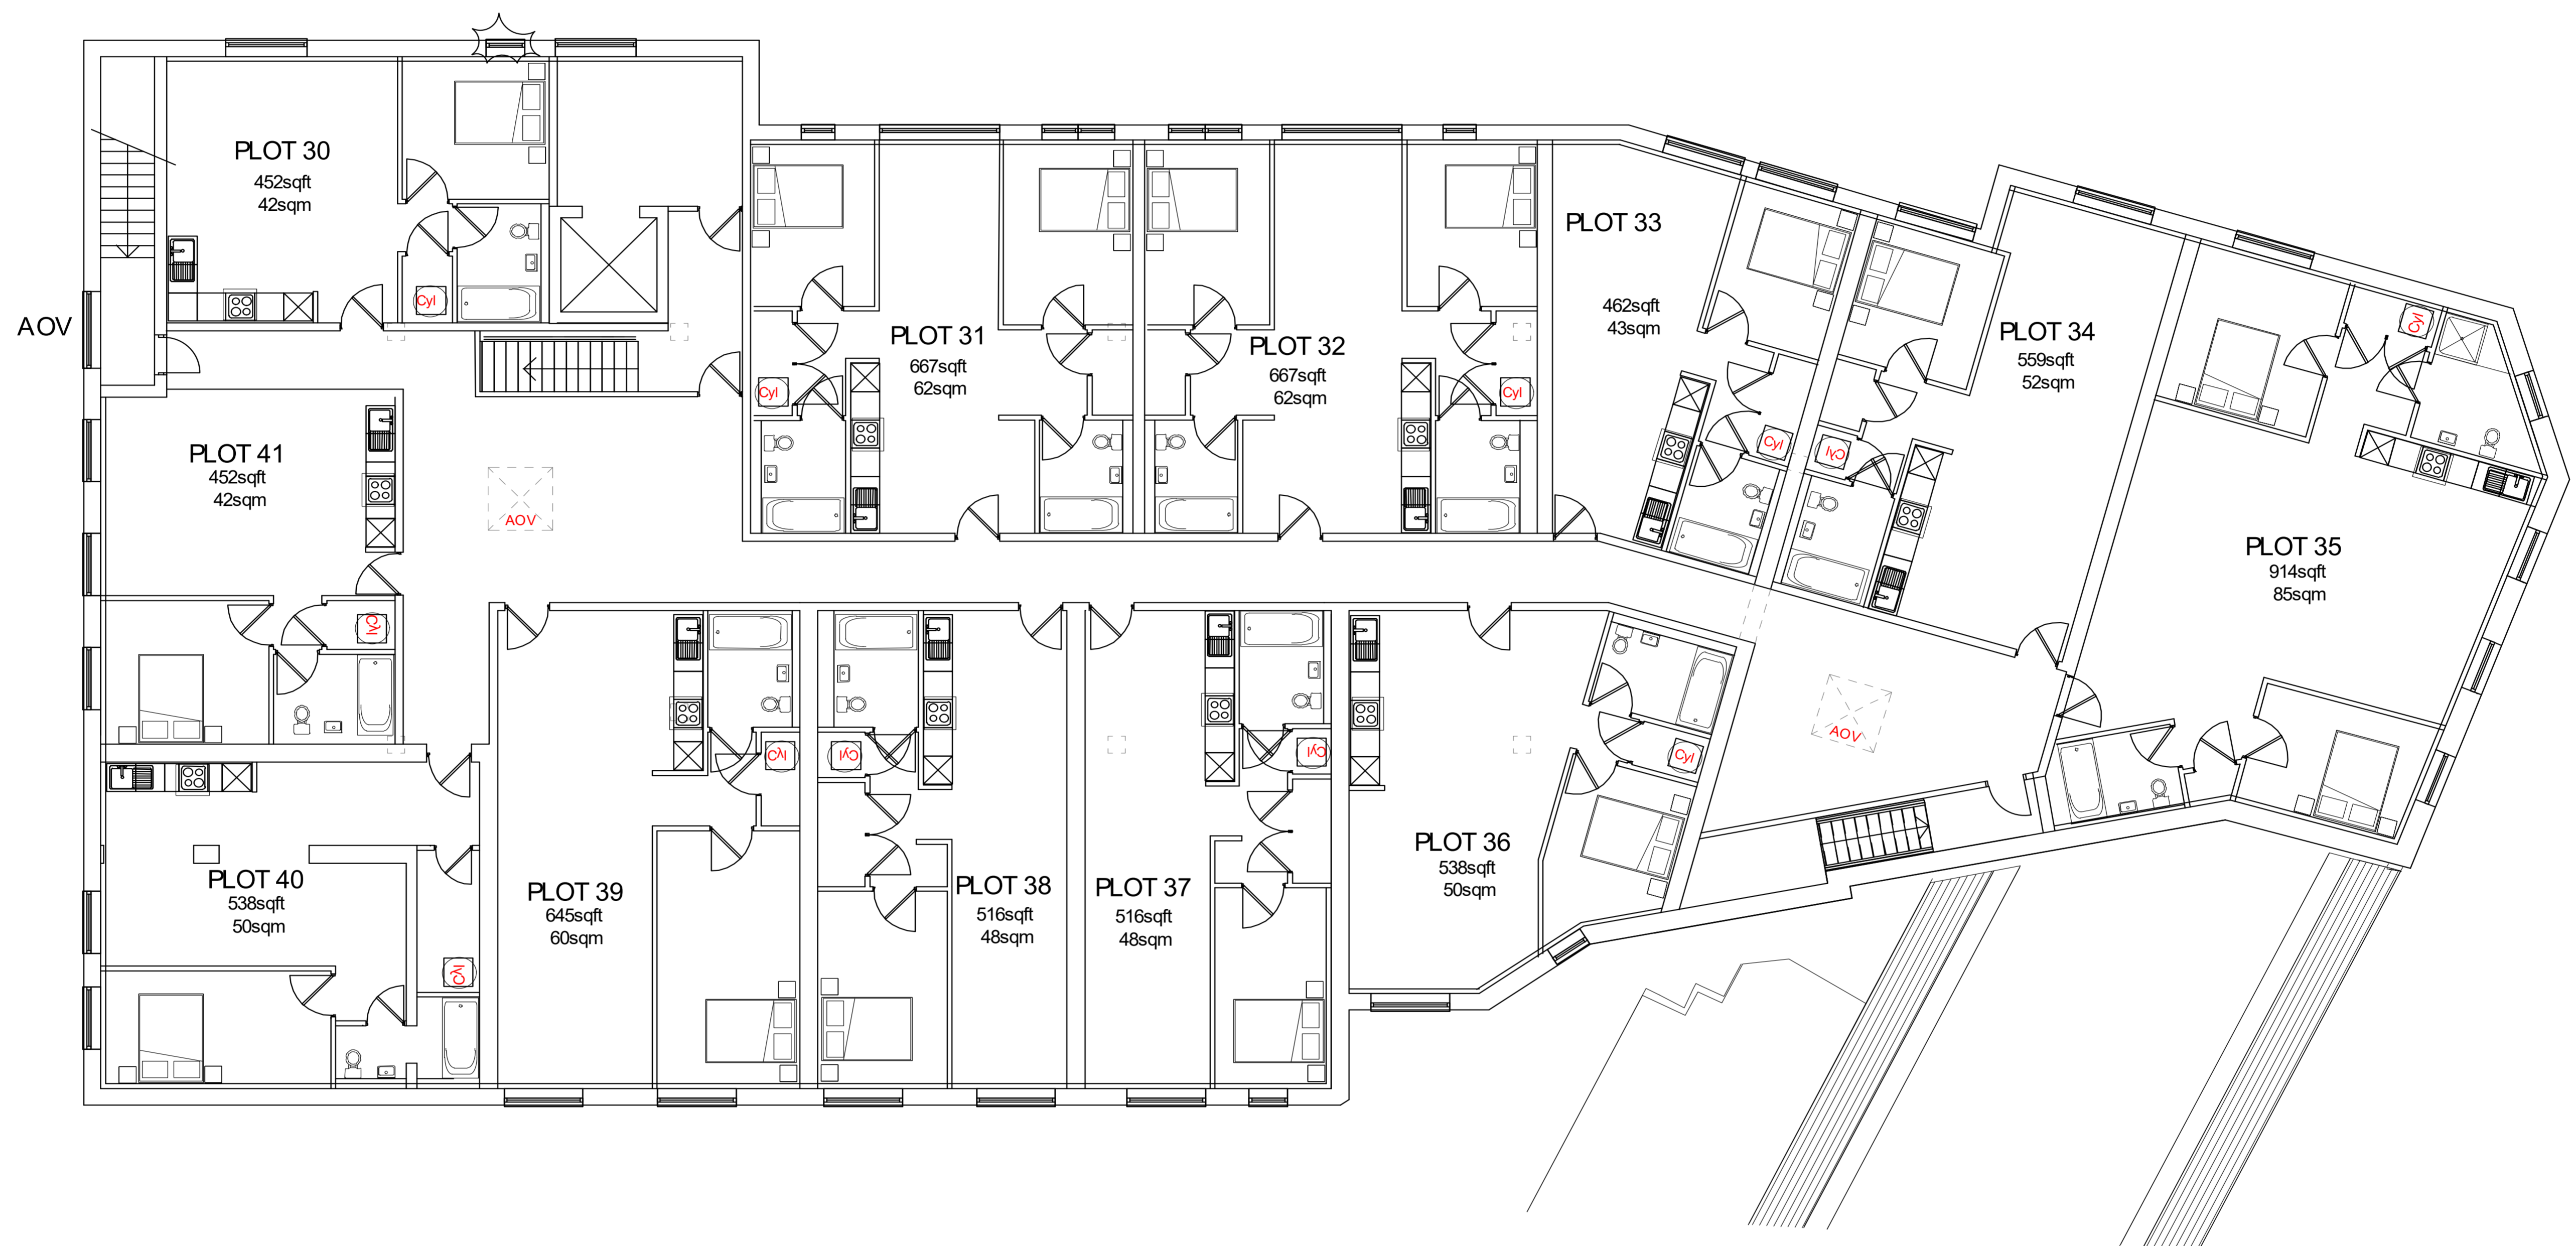 PLOT 30
452sqft
42sqm
Cyl
AOV
PLOT 31
667sqft
62sqm
Cyl
PLOT 32
667sqft
62sqm
Cyl
PLOT 33
462sqft
43sqm
Cyl
PLOT 34
559sqft
52sqm
Cyl
PLOT 35
914sqft
85sqm
Cyl
PLOT 41
452sqft
42sqm
Cyl
AOV
PLOT 40
538sqft
50sqm
Cyl
PLOT 39
645sqft
60sqm
Cyl
PLOT 38
516sqft
48sqm
Cyl
PLOT 37
516sqft
48sqm
Cyl
PLOT 36
538sqft
50sqm
Cyl
AOV